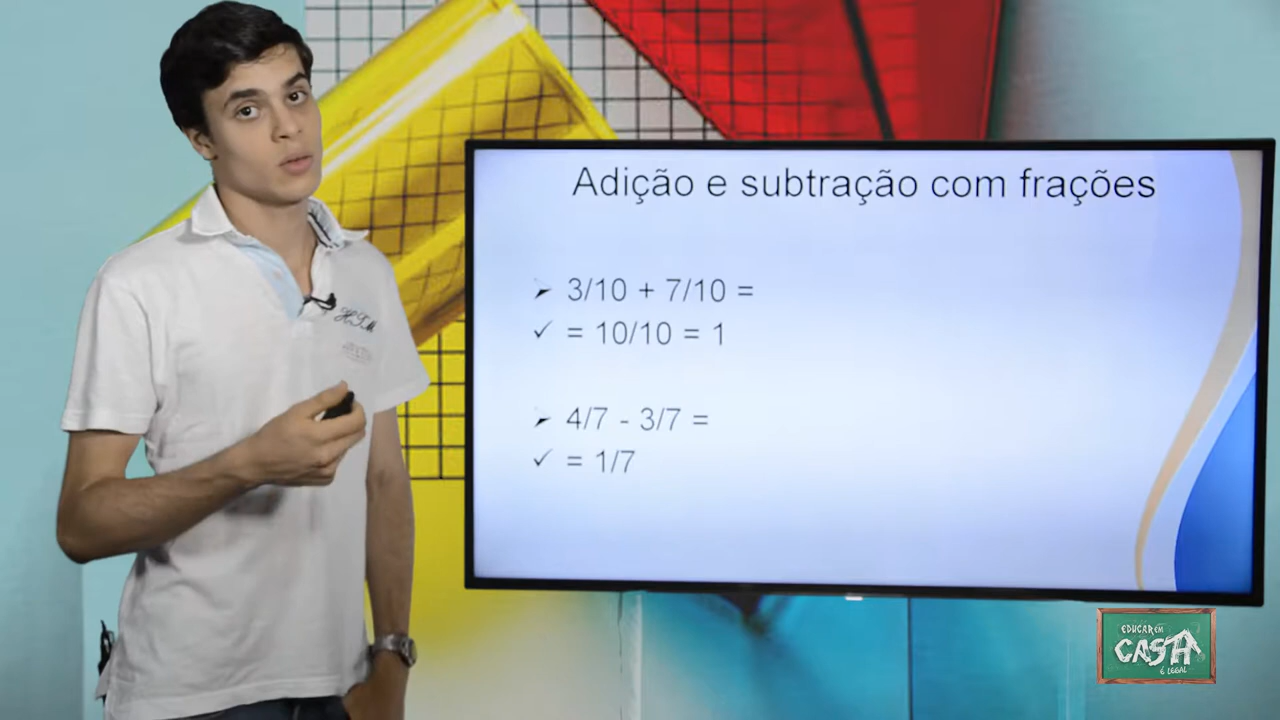 Adição e subtração com frações
➢ 3/10 + 7/10 =
✓ = 10/10 = 1
➢ 4/7 - 3/7 =
✓ = 1/7
EDUCAR EM
CASA
É LEGAL